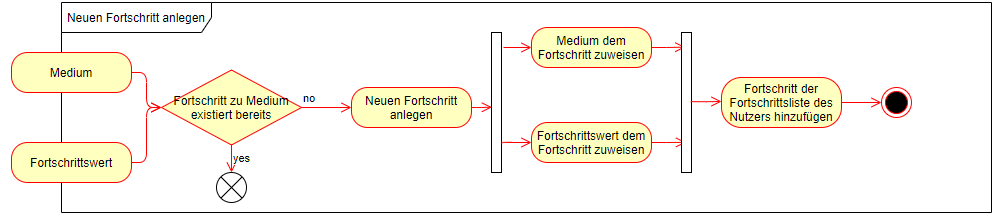 Neuen Fortschritt anlegen
Medium
Fortschrittswert
Fortschritt zu Medium
existiert bereits
no
yes
Neuen Fortschritt
anlegen
Medium dem
Fortschritt zuweisen
Fortschrittswert dem
Fortschritt zuweisen
Fortschritt der
Fortschrittsliste des
Nutzers hinzufügen